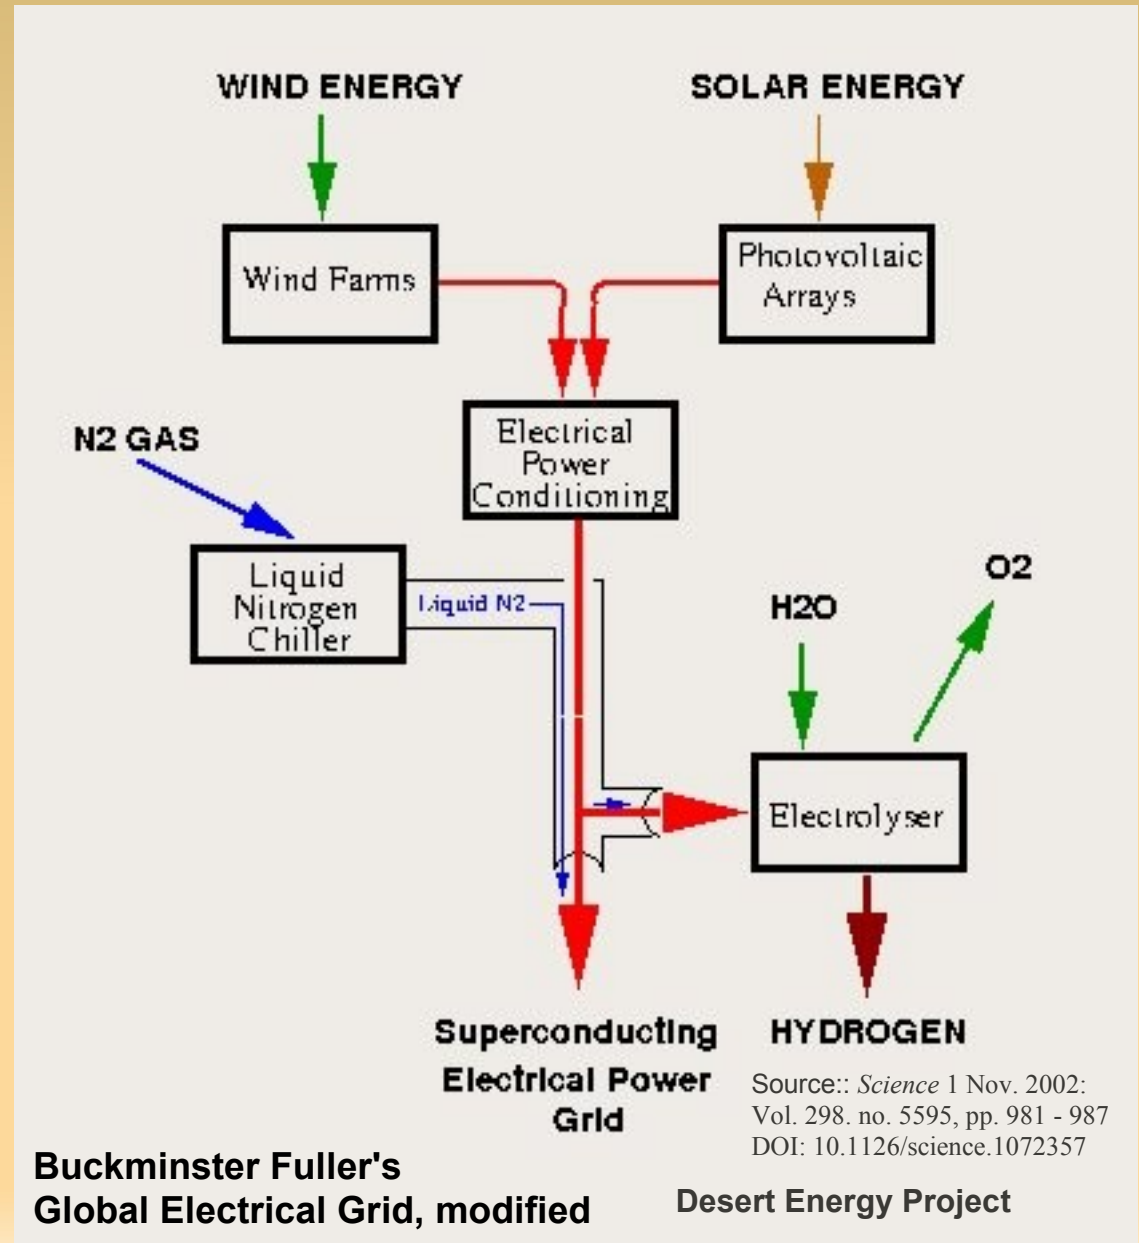 WIND ENERGY
SOLAR ENERGY
Wind Farms
Photovoltaic
Arrays
N2 GAS
Electrical
Power
Conditioning
Liquid
Nitrogen
Chiller
Liquid N2
H2O
O2
Electrolyser
Superconducting
Electrical Power
Grid
HYDROGEN
Source:: Science 1 Nov. 2002:
Vol. 298. no. 5595, pp. 981 - 987
DOI: 10.1126/science.1072357
Buckminster Fuller's
Global Electrical Grid, modified
Desert Energy Project